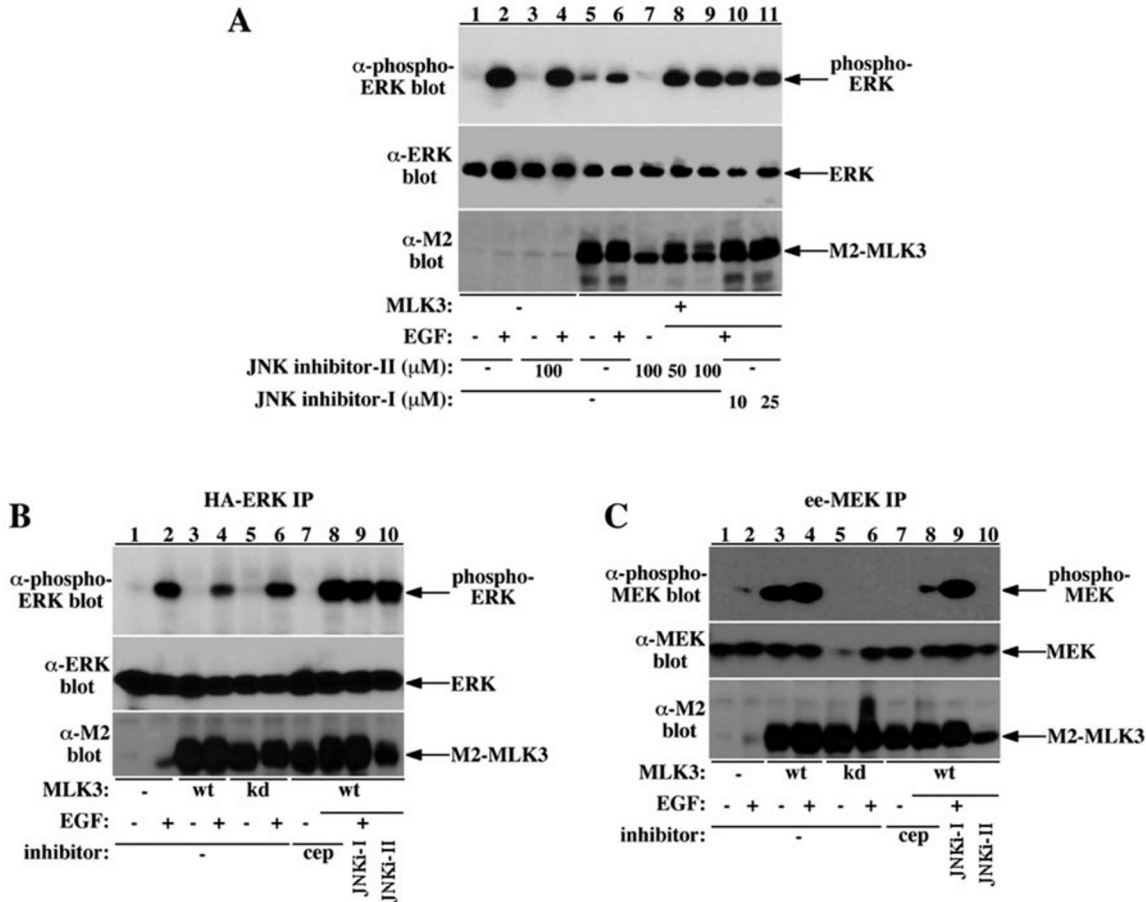 A
1 2 3 4 5 6 7 8 9 10 11
α-phospho-
ERK blot
phospho-
ERK
α-ERK
blot
ERK
α-M2
blot
M2-MLK3
MLK3: - +
EGF: - + - + - + - +
JNK inhibitor-II (μM): - 100 - 100 50 100 -
JNK inhibitor-I (μM): - 10 25
B
HA-ERK IP
1 2 3 4 5 6 7 8 9 10
α-phospho-
ERK blot
phospho-
ERK
α-ERK
blot
ERK
α-M2
blot
M2-MLK3
MLK3: - wt kd wt
EGF: - + - + - + - +
inhibitor: - cep JNKi-I JNKi-II
C
ee-MEK IP
1 2 3 4 5 6 7 8 9 10
α-phospho-
MEK blot
phospho-
MEK
α-MEK
blot
MEK
α-M2
blot
M2-MLK3
MLK3: - wt kd wt
EGF: - + - + - + - +
inhibitor: - cep JNKi-I JNKi-II